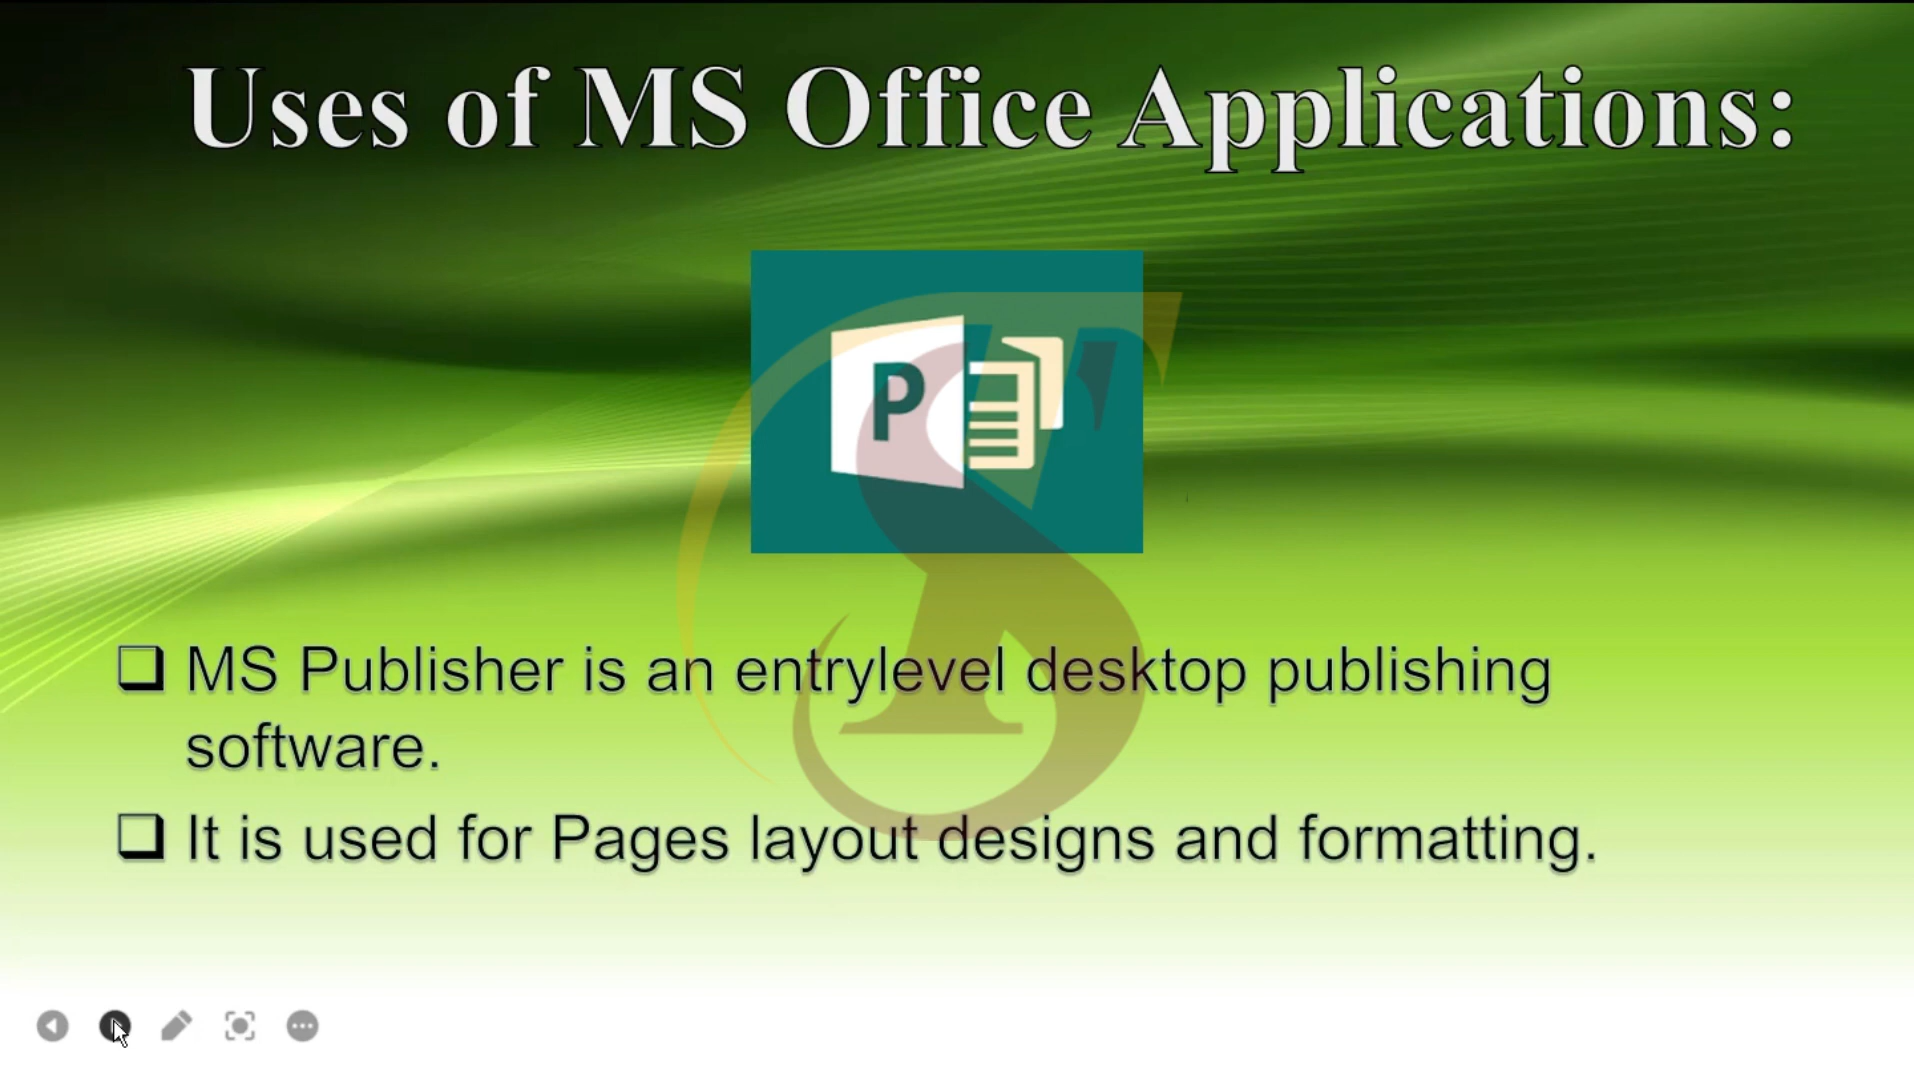 Uses of MS Office Applications:
P
MS Publisher is an entrylevel desktop publishing
software.
It is used for Pages layout designs and formatting.